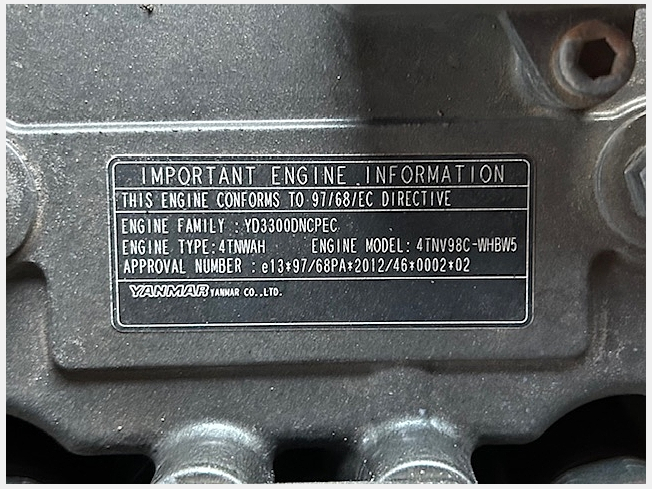 IMPORTANT ENGINE INFORMATION
THIS ENGINE CONFORMS TO 97/68/EC DIRECTIVE
ENGINE FAMILY : YD3300DNCPEC
ENGINE TYPE:4TNWAH ENGINE MODEL: 4TNV98C-WHBW5
APPROVAL NUMBER : e13*97/68PA*2012/46*0002*02
YANMAR YANMAR CO.,LTD.